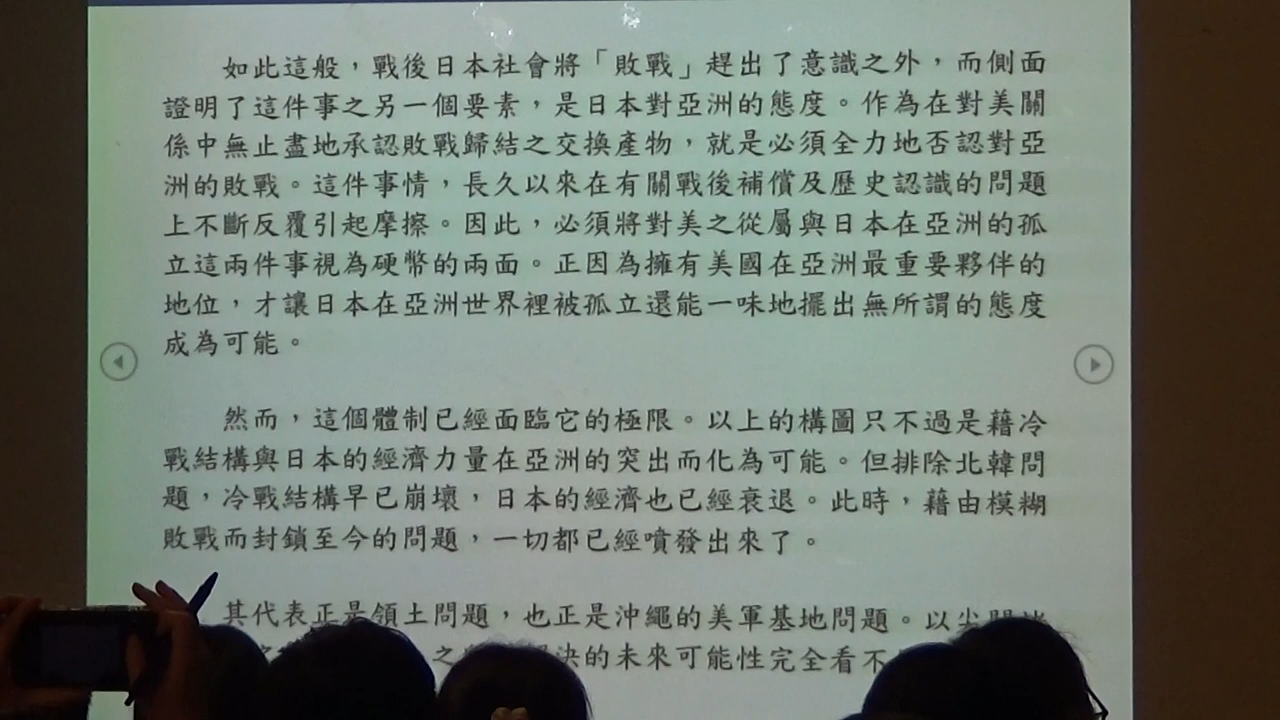 如此這般，戰後日本社會將「敗戰」趕出了意識之外，而側面
證明了這件事之另一個要素，是日本對亞洲的態度。作為在對美關
係中無止盡地承認敗戰歸結之交換產物，就是必須全力地否認對亞
洲的敗戰。這件事情，長久以來在有關戰後補償及歷史認識的問題
上不斷反覆引起摩擦。因此，必須將對美之從屬與日本在亞洲的孤
立這兩件事視為硬幣的兩面。正因為擁有美國在亞洲最重要夥伴的
地位，才讓日本在亞洲世界裡被孤立還能一味地擺出無所謂的態度
成為可能。
然而，這個體制已經面臨它的極限。以上的構圖只不過是藉冷
戰結構與日本的經濟力量在亞洲的突出而化為可能。但排除北韓問
題，冷戰結構早已崩壞，日本的經濟也已經衰退。此時，藉由模糊
敗戰而封鎖至今的問題，一切都已經噴發出來了。
其代表正是領土問題，也正是沖繩的美軍基地問題。以尖閣諸
之 決的未來可能性完全看不